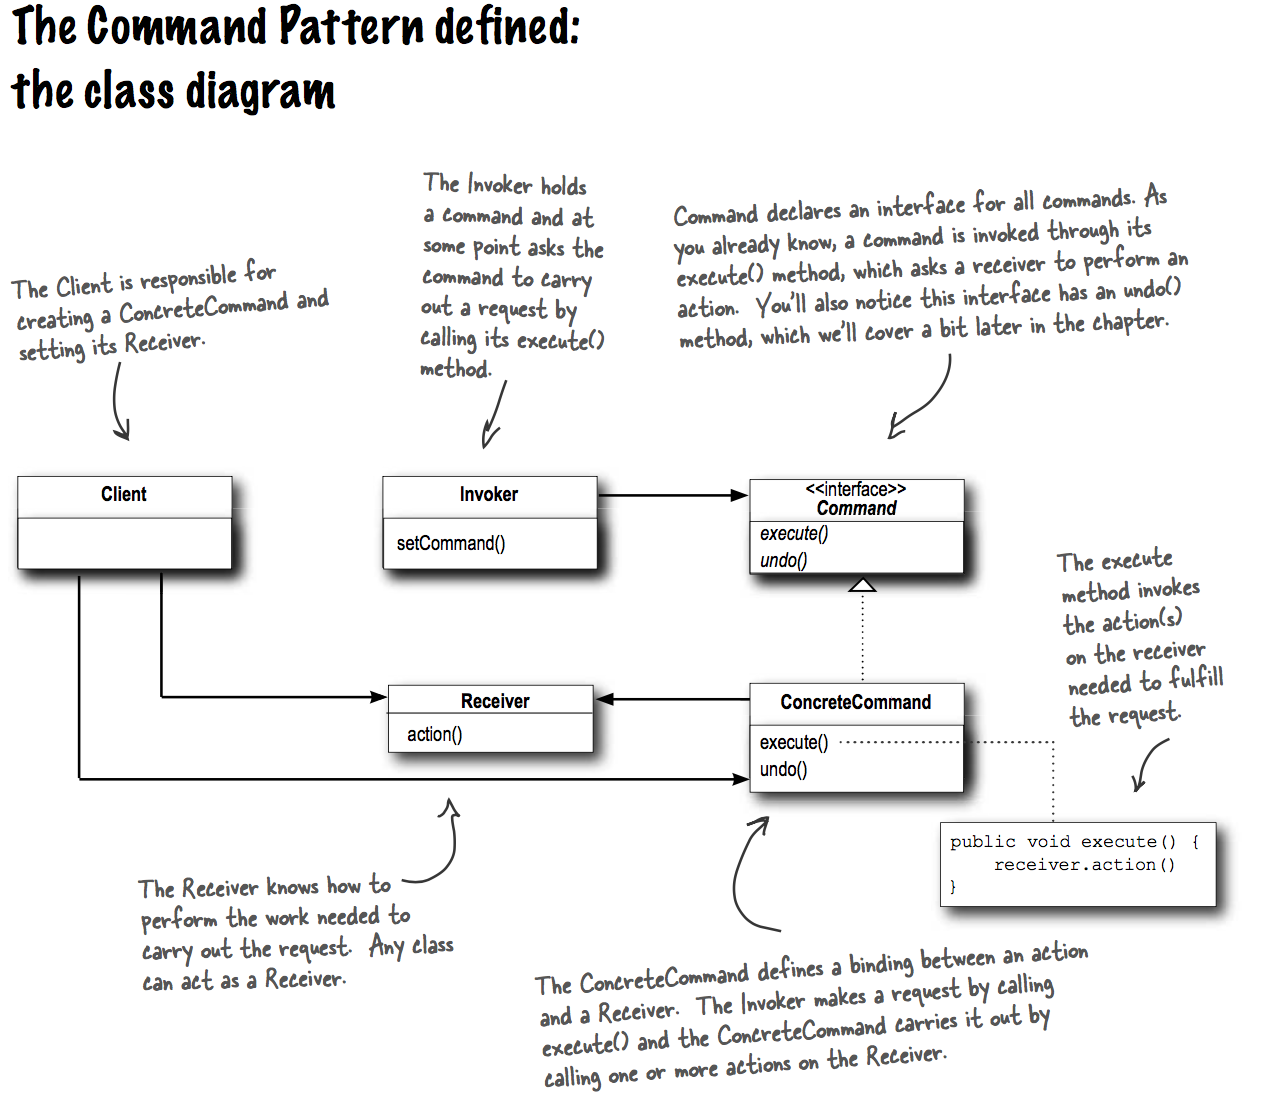 The Command Pattern defined:
the class diagram
The Invoker holds
a command and at
some point asks the
command to carry
out a request by
calling its execute()
method.
Command declares an interface for all commands. As
you already know, a command is invoked through its
execute() method, which asks a receiver to perform an
action. You'll also notice this interface has an undo()
method, which we'll cover a bit later in the chapter.
The Client is responsible for
creating a ConcreteCommand and
setting its Receiver.
Client
Invoker
setCommand()
<<interface>>
Command
execute()
undo()
The execute
method invokes
the action(s)
on the receiver
needed to fulfill
the request.
Receiver
action()
ConcreteCommand
execute()
undo()
public void execute() {
receiver.action()
}
The Receiver knows how to
perform the work needed to
carry out the request. Any class
can act as a Receiver.
The ConcreteCommand defines a binding between an action
and a Receiver. The Invoker makes a request by calling
execute() and the ConcreteCommand carries it out by
calling one or more actions on the Receiver.